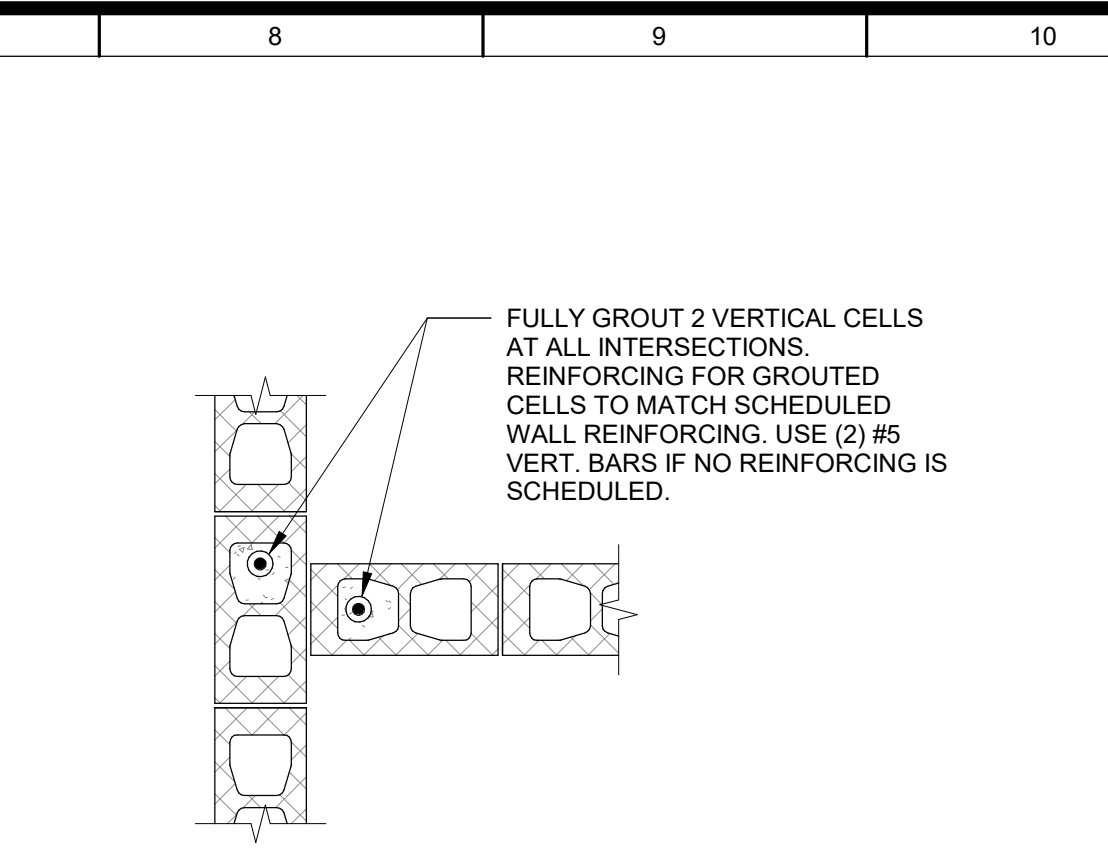 8 9 10
FULLY GROUT 2 VERTICAL CELLS
AT ALL INTERSECTIONS.
REINFORCING FOR GROUTED
CELLS TO MATCH SCHEDULED
WALL REINFORCING. USE (2) #5
VERT. BARS IF NO REINFORCING IS
SCHEDULED.